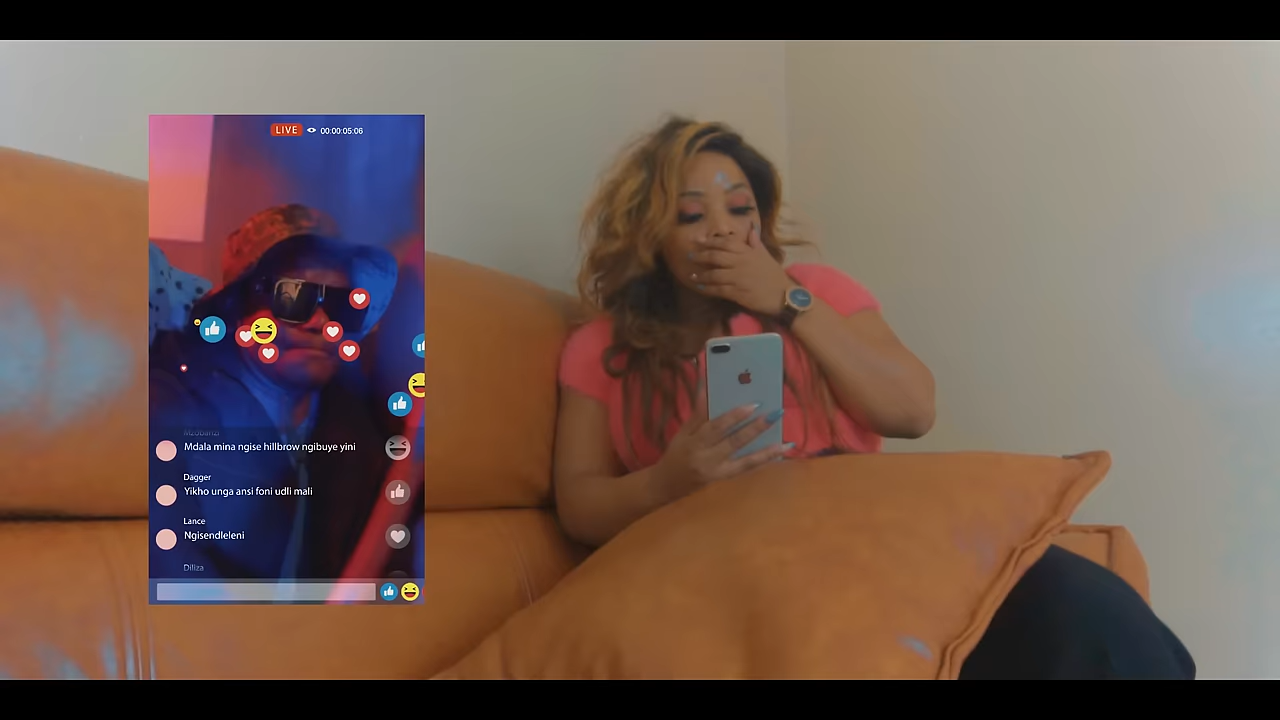 LIVE 00:00:05:06
Mzobanzi
Mdala mina ngise hillbrow ngibuye yini
Dagger
Yikho unga ansi foni udli mali
Lance
Ngisendleleni
Diliza